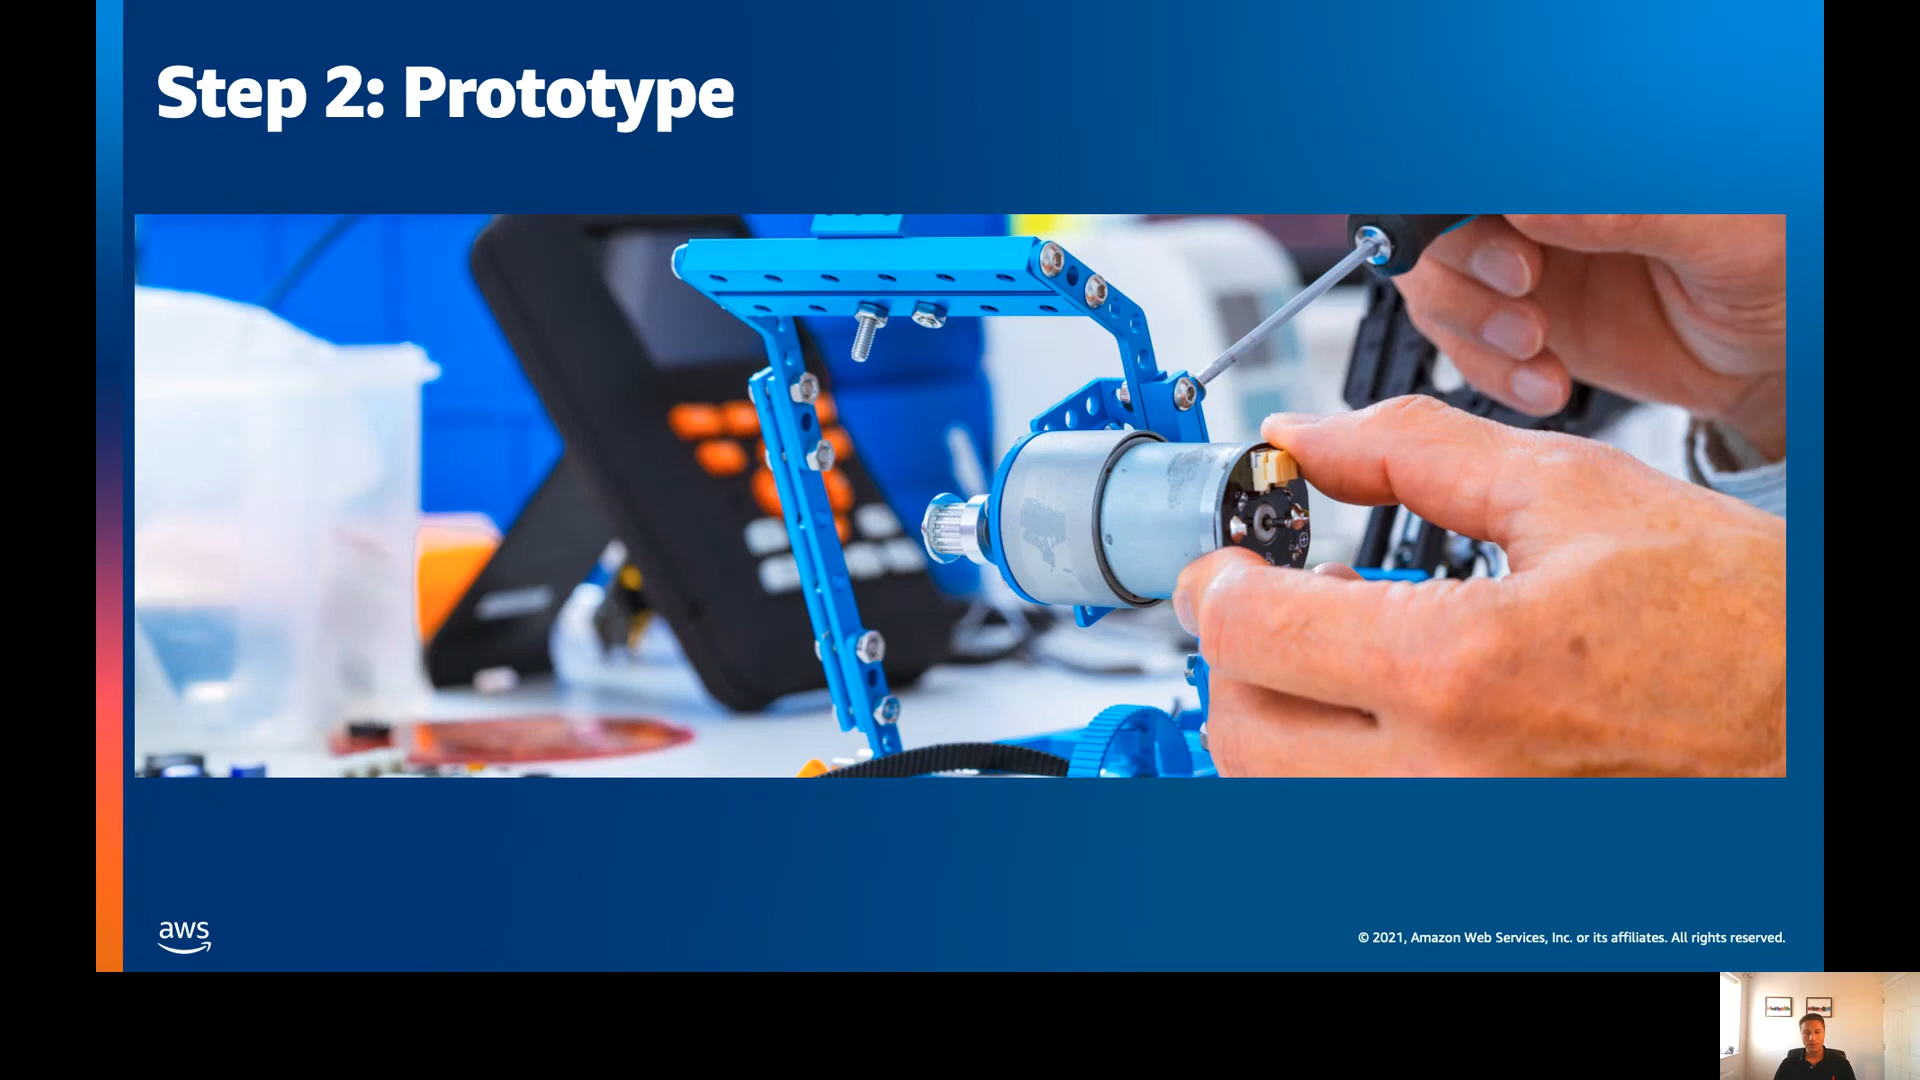 Step 2: Prototype
aws
© 2021, Amazon Web Services, Inc. or its affiliates. All rights reserved.